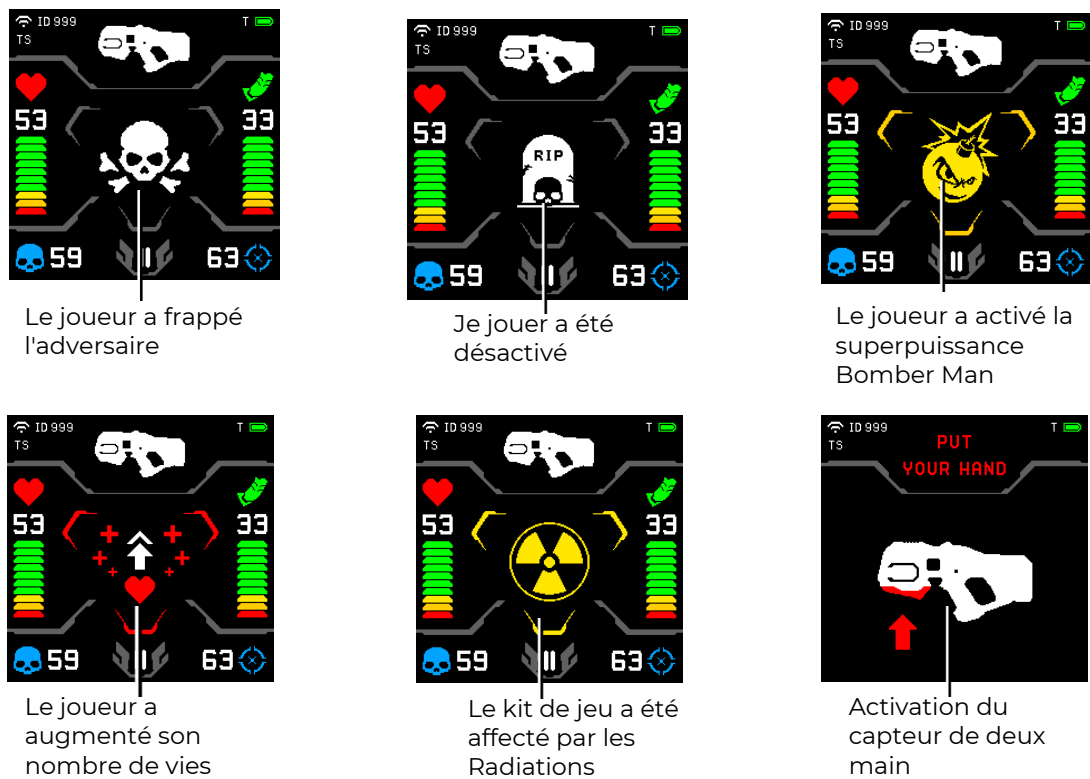 ID 999 T
TS
53 33
59 63
Le joueur a frappé
l'adversaire
ID 999 T
TS
53 33
RIP
59 63
Je jouer a été
désactivé
ID 999 T
TS
53 33
59 63
Le joueur a activé la
superpuissance
Bomber Man
ID 999 T
TS
53 33
59 63
Le joueur a
augmenté son
nombre de vies
ID 999 T
TS
53 33
59 63
Le kit de jeu a été
affecté par les
Radiations
ID 999 T
TS
PUT
YOUR HAND
Activation du
capteur de deux
main